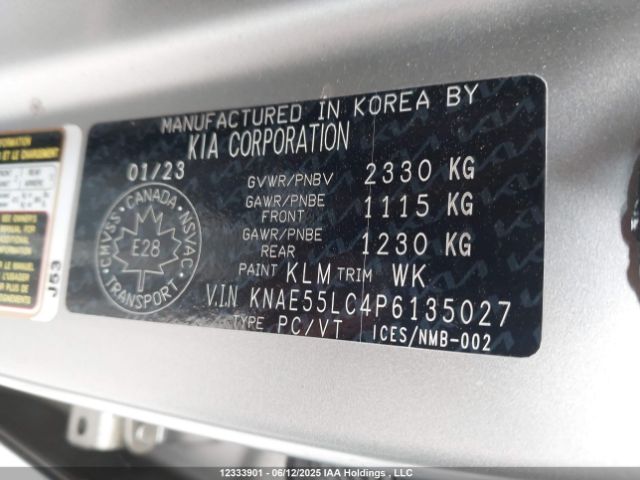 MANUFACTURED IN KOREA BY
KIA CORPORATION
01/23
GVWR/PNBV 2330 KG
GAWR/PNBE FRONT 1115 KG
GAWR/PNBE REAR 1230 KG
PAINT KLM TRIM WK
V.I.N KNAE55LC4P6135027
TYPE PC/VT ICES/NMB-002
CMVSS · CANADA · NSVAC
E28
TRANSPORT
J53
12333901 - 06/12/2025 IAA Holdings , LLC